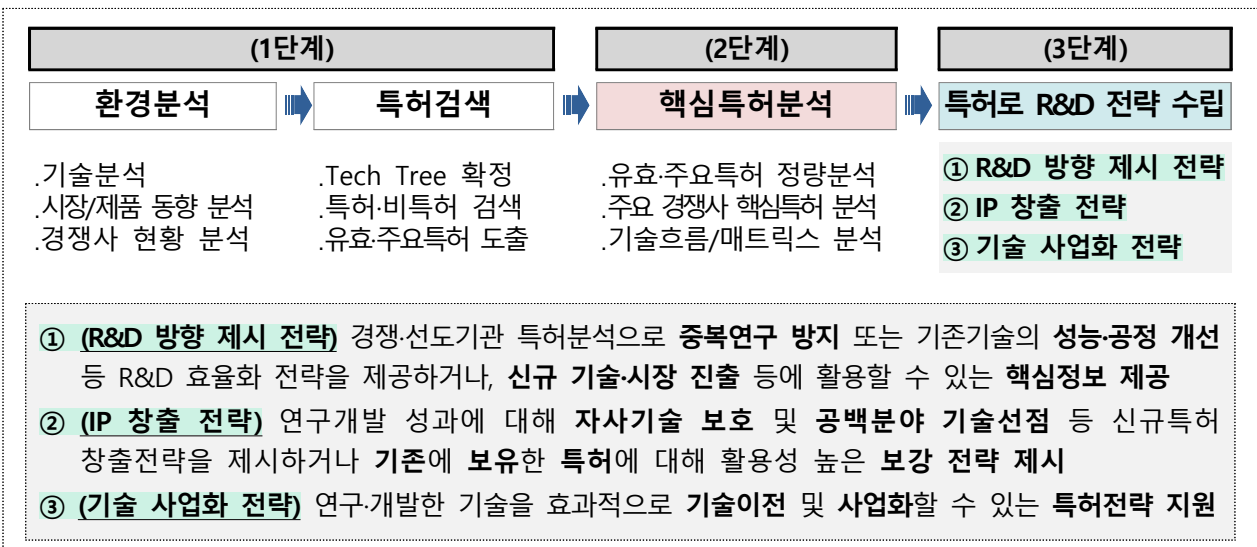 (1단계)
(2단계)
(3단계)
환경분석
특허검색
핵심특허분석
특허로 R&D 전략 수립
.기술분석
.시장/제품 동향 분석
.경쟁사 현황 분석
.Tech Tree 확정
.특허·비특허 검색
.유효·주요특허 도출
.유효·주요특허 정량분석
.주요 경쟁사 핵심특허 분석
.기술흐름/매트릭스 분석
① R&D 방향 제시 전략
② IP 창출 전략
③ 기술 사업화 전략
① (R&D 방향 제시 전략) 경쟁·선도기관 특허분석으로 중복연구 방지 또는 기존기술의 성능·공정 개선
등 R&D 효율화 전략을 제공하거나, 신규 기술·시장 진출 등에 활용할 수 있는 핵심정보 제공
② (IP 창출 전략) 연구개발 성과에 대해 자사기술 보호 및 공백분야 기술선점 등 신규특허
창출전략을 제시하거나 기존에 보유한 특허에 대해 활용성 높은 보강 전략 제시
③ (기술 사업화 전략) 연구·개발한 기술을 효과적으로 기술이전 및 사업화할 수 있는 특허전략 지원